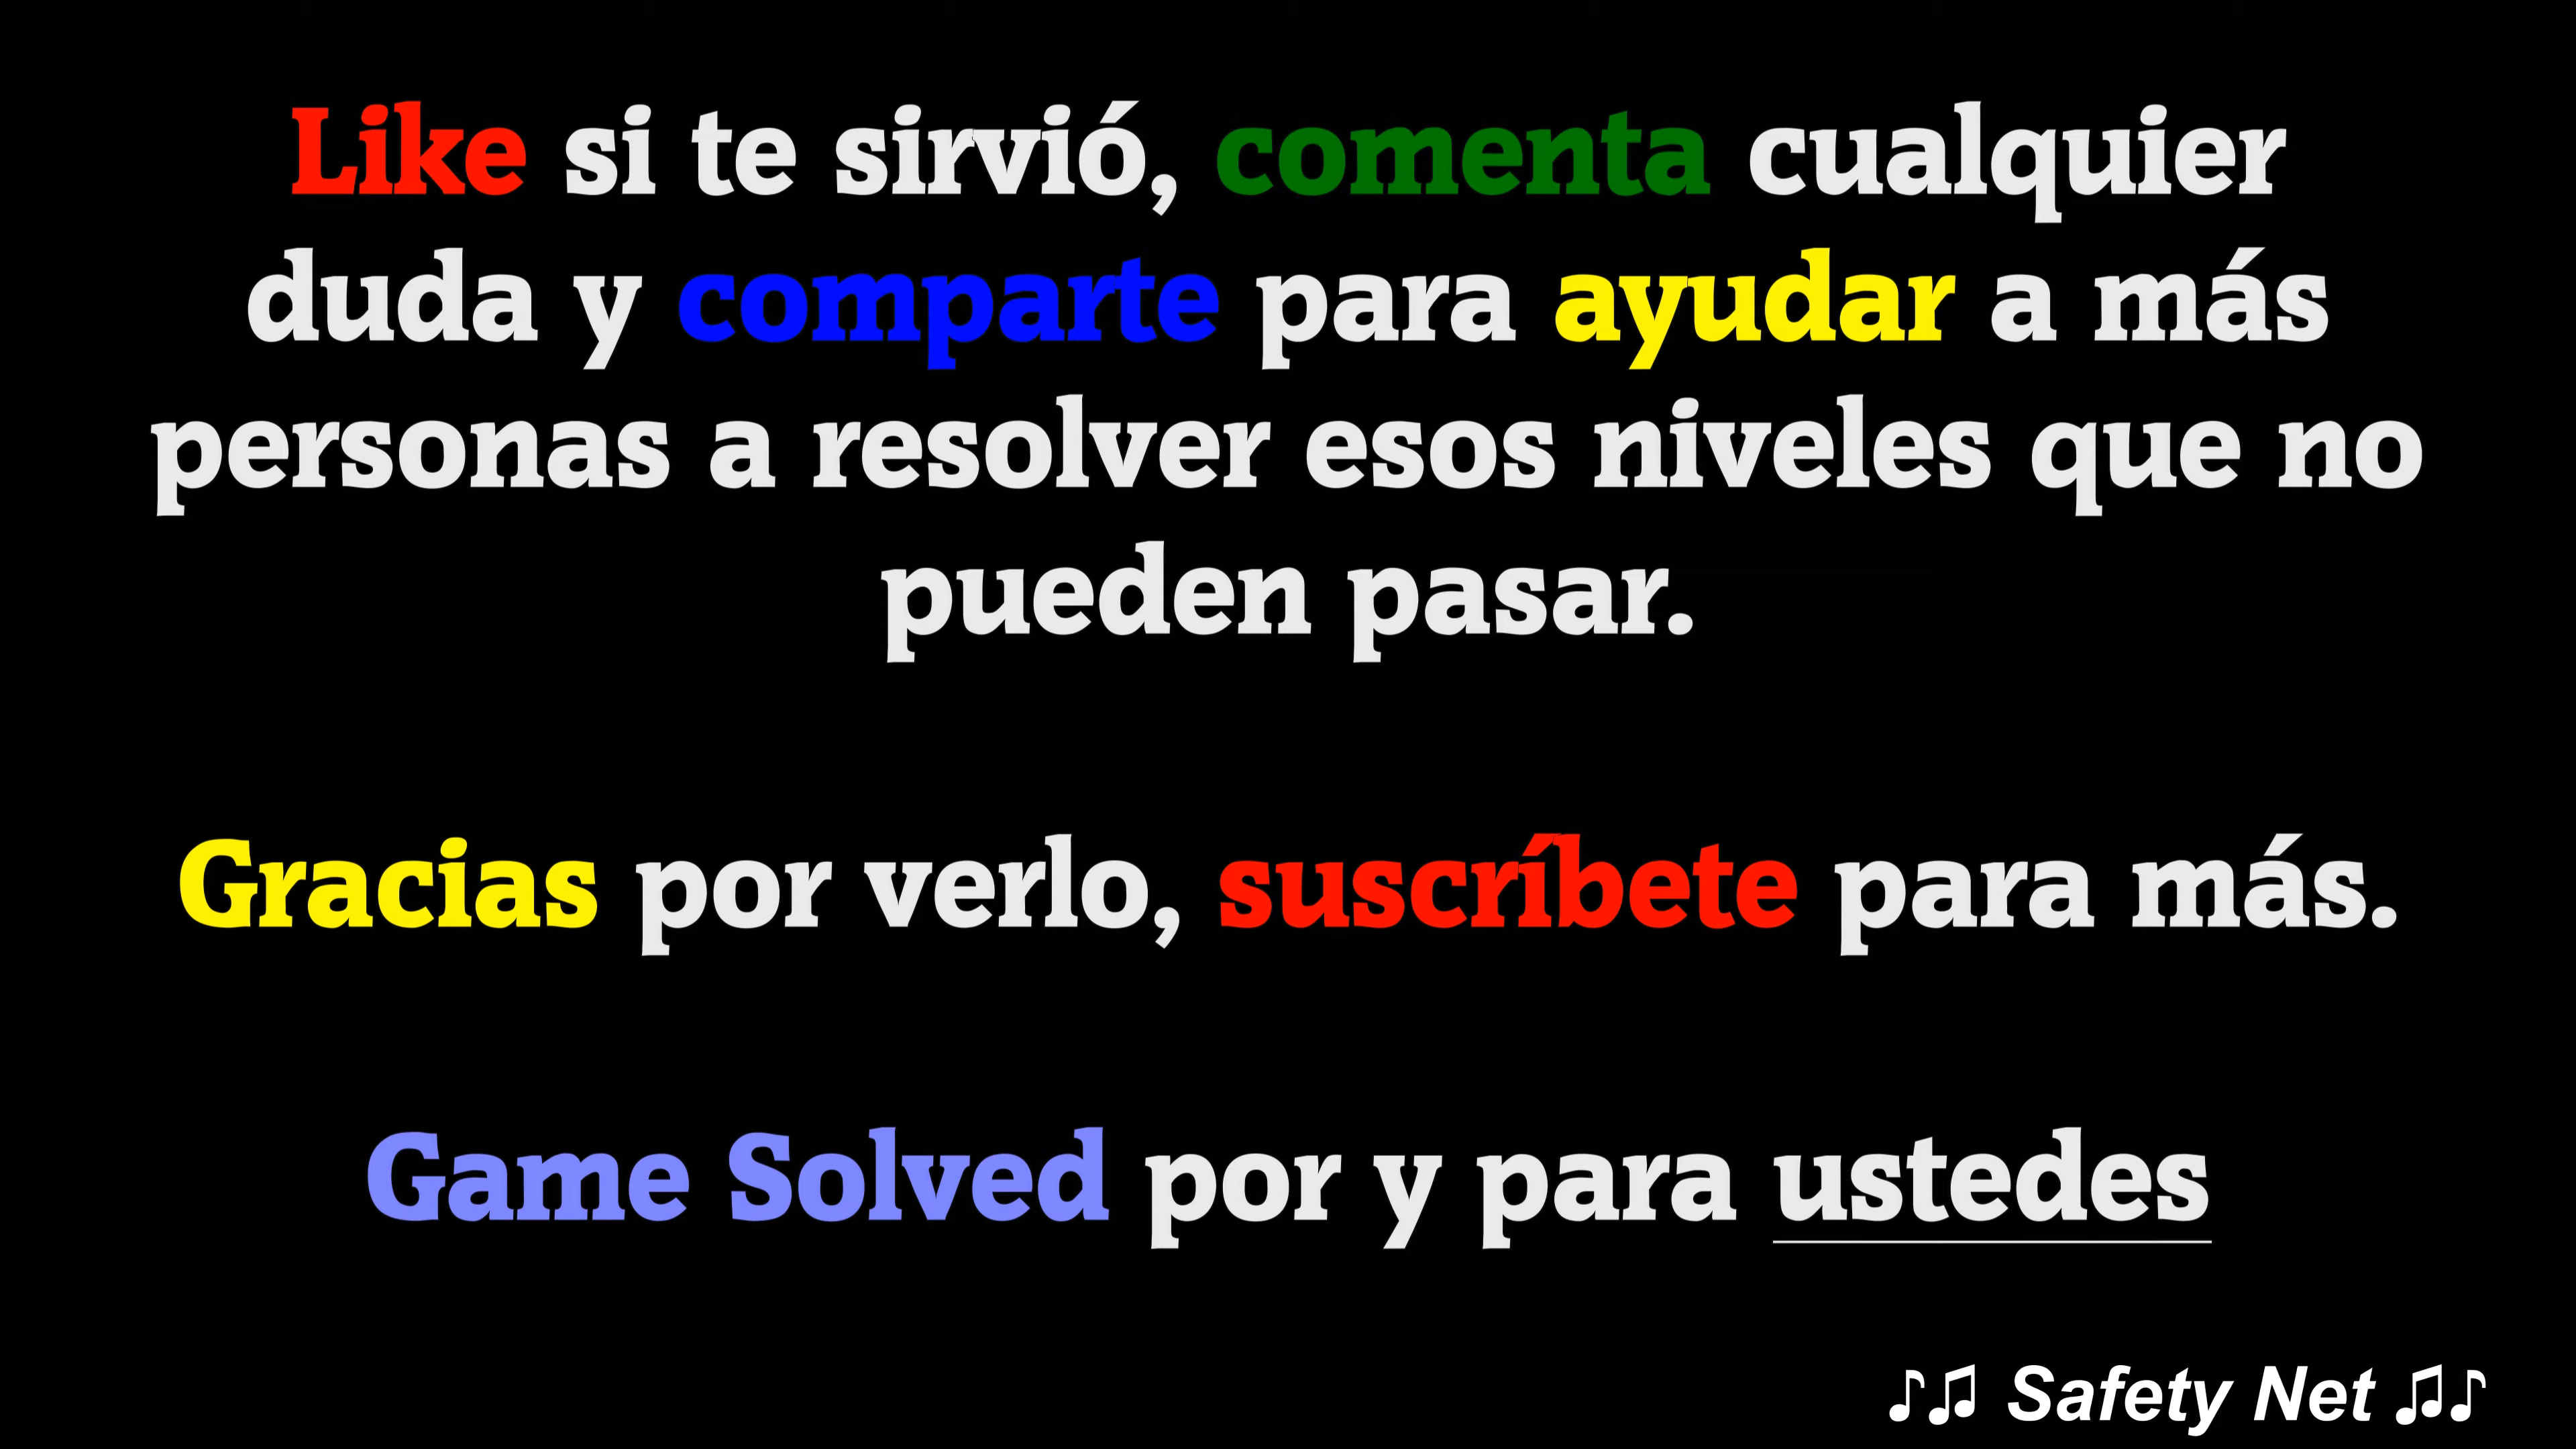 Like si te sirvió, comenta cualquier
duda y comparte para ayudar a más
personas a resolver esos niveles que no
pueden pasar.
Gracias por verlo, suscríbete para más.
Game Solved por y para ustedes
♪♫ Safety Net ♫♪